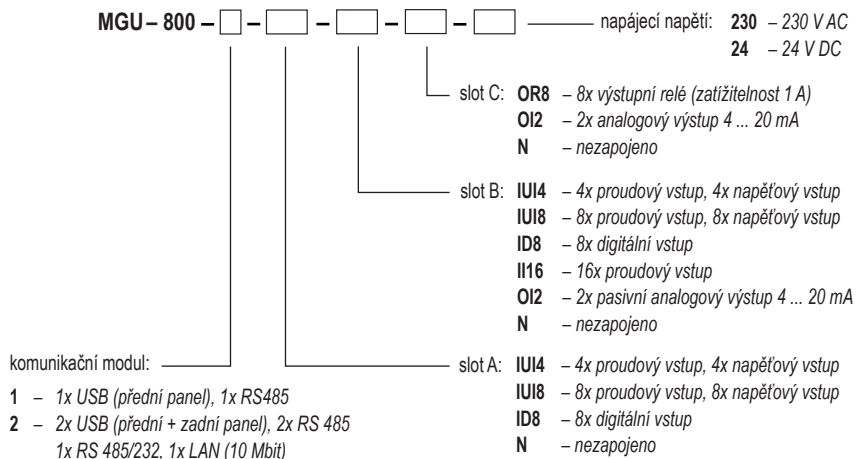 MGU – 800 – – – – –
napájecí napětí: 230 – 230 V AC
24 – 24 V DC
slot C: OR8 – 8x výstupní relé (zatížitelnost 1 A)
OI2 – 2x analogový výstup 4 ... 20 mA
N – nezapojeno
slot B: IUI4 – 4x proudový vstup, 4x napěťový vstup
IUI8 – 8x proudový vstup, 8x napěťový vstup
ID8 – 8x digitální vstup
II16 – 16x proudový vstup
OI2 – 2x pasivní analogový výstup 4 ... 20 mA
N – nezapojeno
slot A: IUI4 – 4x proudový vstup, 4x napěťový vstup
IUI8 – 8x proudový vstup, 8x napěťový vstup
ID8 – 8x digitální vstup
N – nezapojeno
komunikační modul:
1 – 1x USB (přední panel), 1x RS485
2 – 2x USB (přední + zadní panel), 2x RS 485
1x RS 485/232, 1x LAN (10 Mbit)